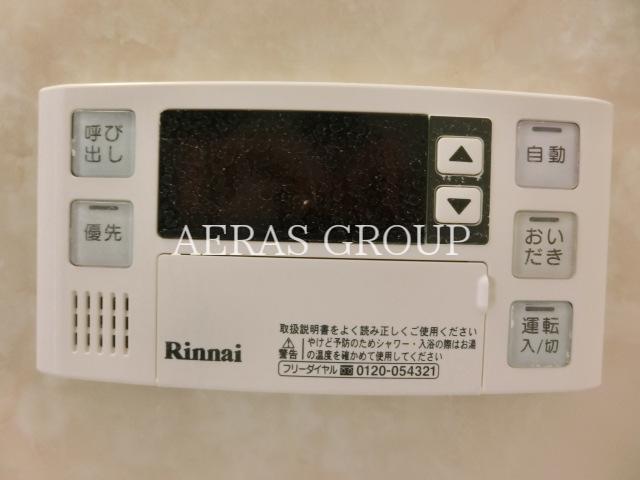 呼び
出し
優先
▲
▼
自動
おい
だき
運転
入/切
AERAS GROUP
Rinnai
取扱説明書をよく読み正しくご使用ください
警告
やけど予防のためシャワー・入浴の際はお湯
の温度を確かめて使用してください
フリーダイヤル 0120-054321